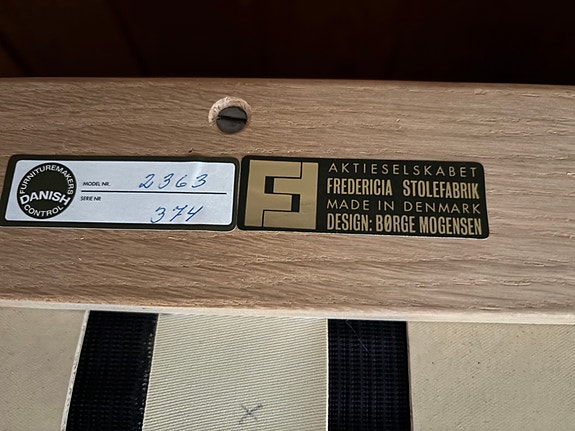 FURNITUREMAKERS
DANISH
CONTROL
MODEL NR. 2363
SERIE NR 374
AKTIESELSKABET
FREDERICIA STOLEFABRIK
MADE IN DENMARK
DESIGN: BØRGE MOGENSEN